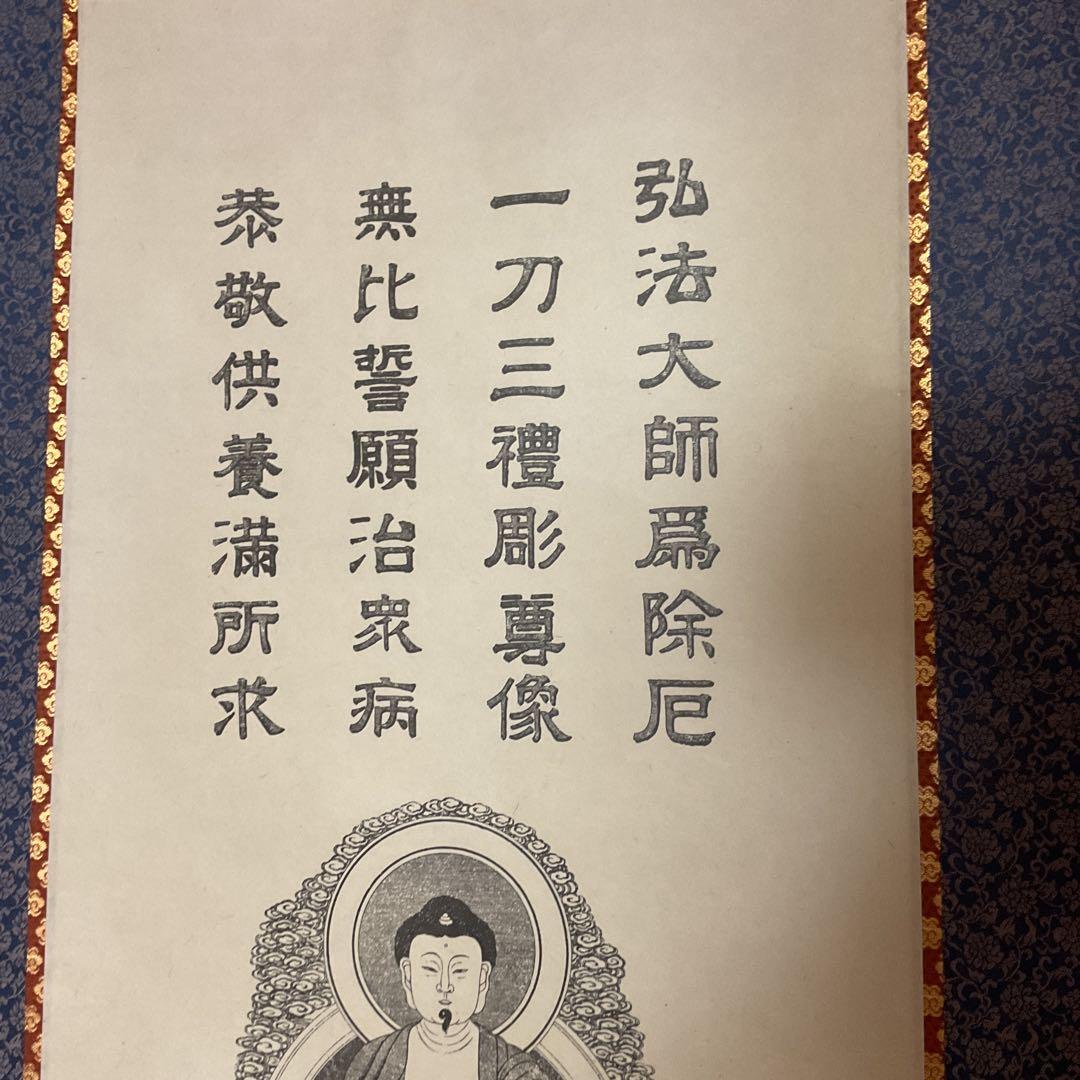 弘法大師爲除厄
一刀三禮彫尊像
無比誓願治衆病
恭敬供養滿所求